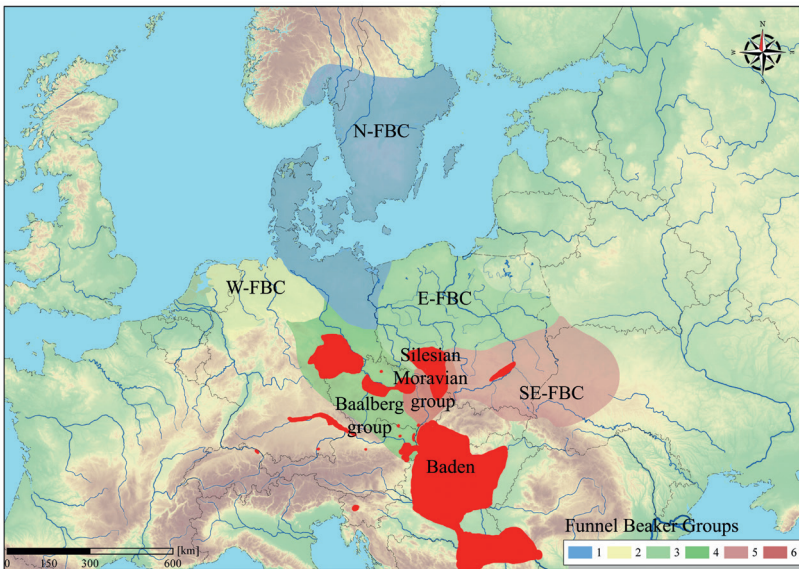 N
W
E
S
N-FBC
W-FBC
E-FBC
Silesian
Moravian
group
SE-FBC
Baalberg
group
Baden
Funnel Beaker Groups
0 150 300 600 [km]
1 2 3 4 5 6